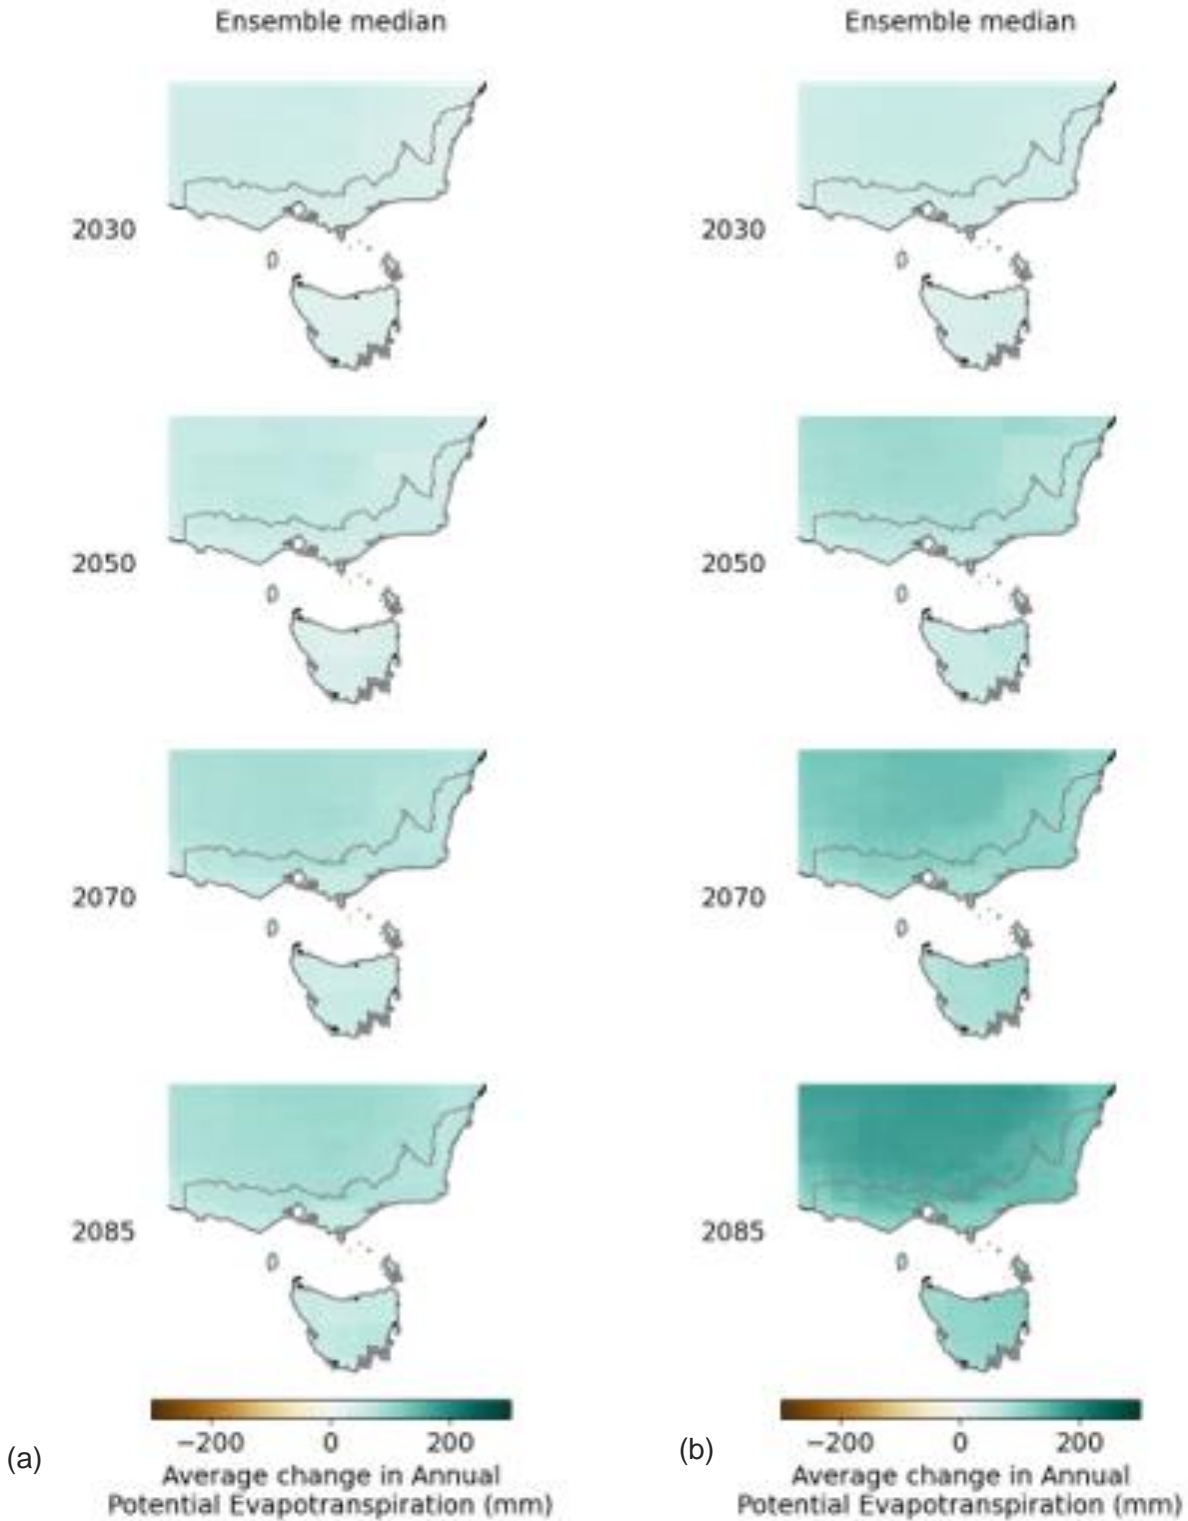 Ensemble median
2030
2050
2070
2085
−200 0 200
(a)
Average change in Annual
Potential Evapotranspiration (mm)
Ensemble median
2030
2050
2070
2085
−200 0 200
(b)
Average change in Annual
Potential Evapotranspiration (mm)